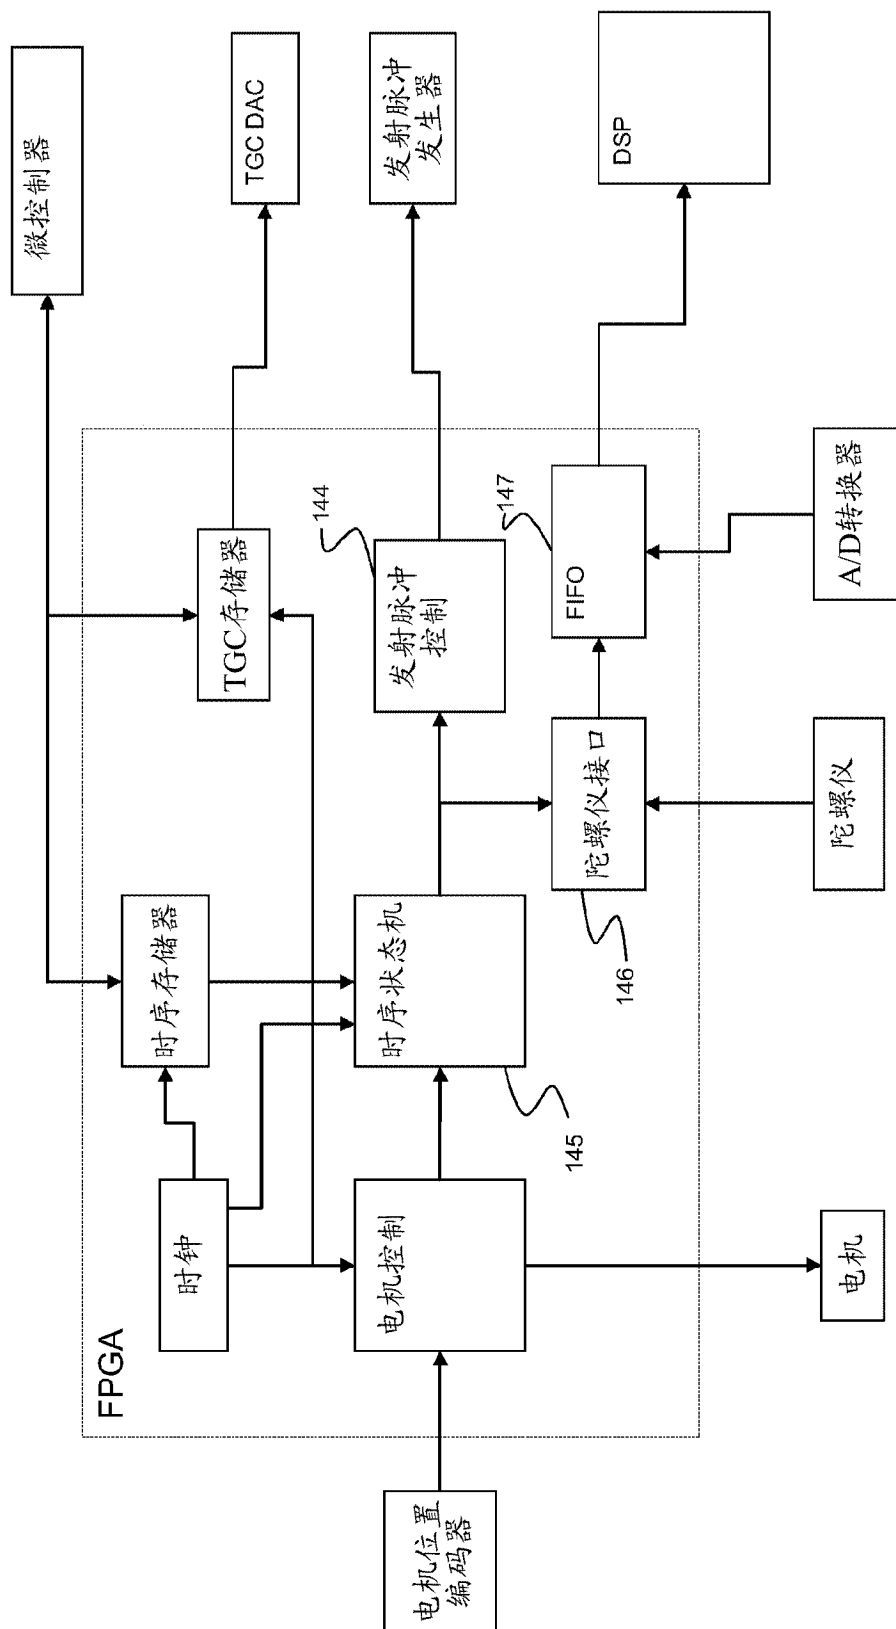 微控制器
TGC DAC
发射脉冲
发生器
DSP
FPGA
时钟
时序存储器
TGC存储器
144
发射脉冲
控制
147
FIFO
电机控制
时序状态机
145
陀螺仪接口
146
电机位置
编码器
电机
陀螺仪
A/D转换器